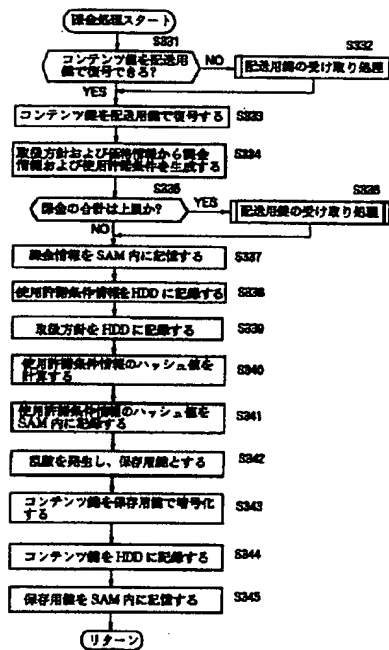 課金処理スタート
S331
コンテンツ鍵を配送用
鍵で復号できる?
NO
S332
配送用鍵の受け取り処理
YES
コンテンツ鍵を配送用鍵で復号する
S333
取扱方針および価格情報から課金
情報および使用許諾条件を生成する
S334
S335
課金の合計は上限か?
YES
S336
配送用鍵の受け取り処理
NO
課金情報を SAM 内に記憶する
S337
使用許諾条件情報をHDD に記録する
S338
取扱方針を HDD に記録する
S339
使用許諾条件情報のハッシュ値を
計算する
S340
使用許諾条件情報のハッシュ値を
SAM 内に記録する
S341
乱数を発生し、保存用鍵とする
S342
コンテンツ鍵を保存用鍵で暗号化
する
S343
コンテンツ鍵を HDD に記録する
S344
保存用鍵を SAM 内に記憶する
S345
リターン